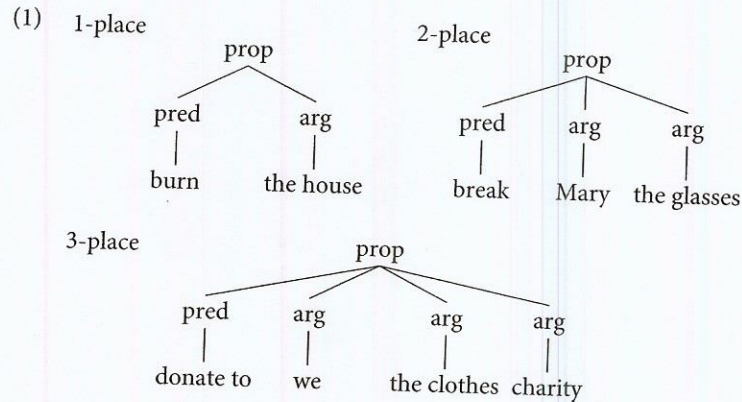 (1) 1-place
2-place
prop
prop
pred arg
pred arg arg
burn the house
break Mary the glasses
3-place
prop
pred arg arg arg
donate to we the clothes charity